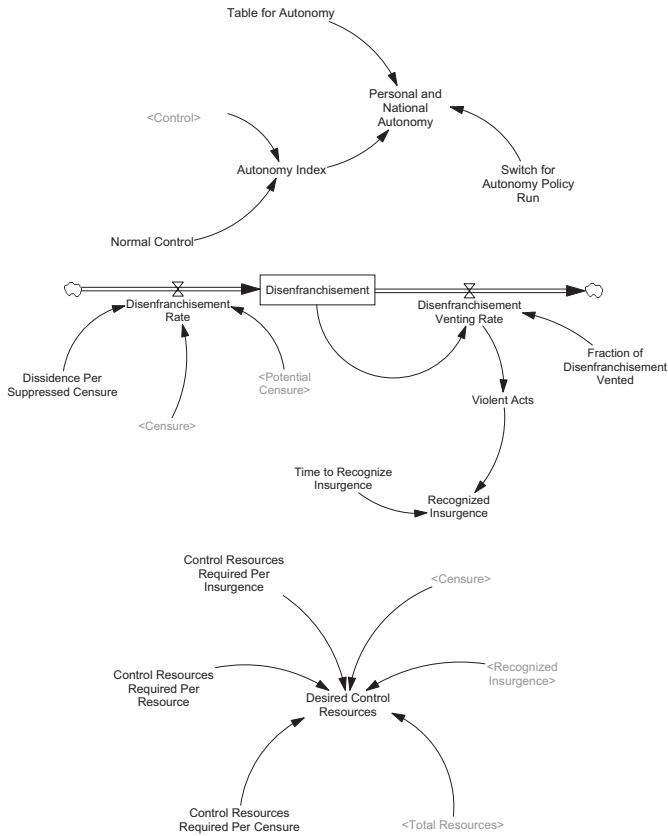 Table for Autonomy
Personal and
National
Autonomy
<Control>
Autonomy Index
Switch for
Autonomy Policy
Run
Normal Control
Disenfranchisement
Disenfranchisement
Rate
Disenfranchisement
Venting Rate
Dissidence Per
Suppressed Censure
<Potential
Censure>
Fraction of
Disenfranchisement
Vented
<Censure>
Violent Acts
Time to Recognize
Insurgence
Recognized
Insurgence
Control Resources
Required Per
Insurgence
<Censure>
Control Resources
Required Per
Resource
<Recognized
Insurgence>
Desired Control
Resources
Control Resources
Required Per Censure
<Total Resources>